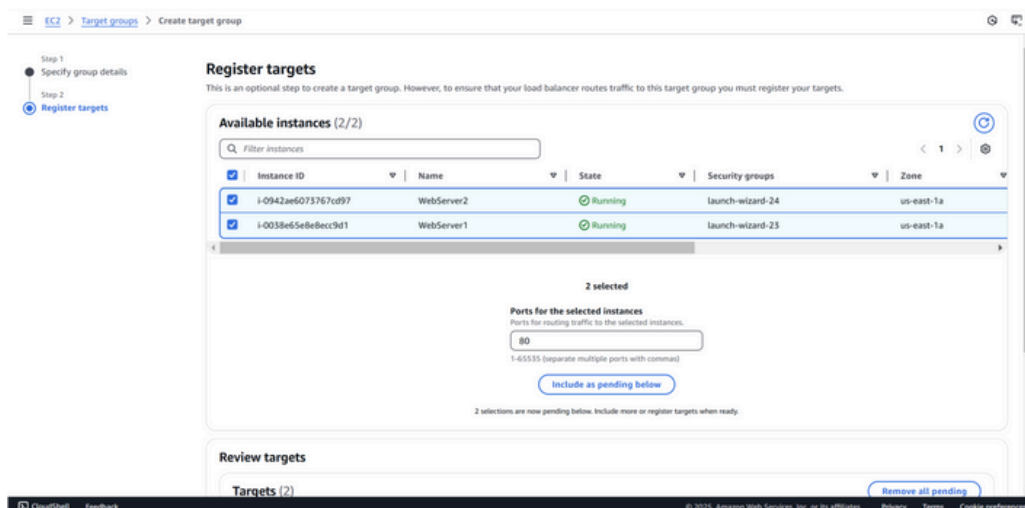 EC2 > Target groups > Create target group
Step 1
Specify group details
Step 2
Register targets
Register targets
This is an optional step to create a target group. However, to ensure that your load balancer routes traffic to this target group you must register your targets.
Available instances (2/2)
Filter instances
< 1 >
Instance ID | Name | State | Security groups | Zone
i-0942ae6073767cd97 WebServer2 Running launch-wizard-24 us-east-1a
i-0038e65e8e8ecc9d1 WebServer1 Running launch-wizard-23 us-east-1a
2 selected
Ports for the selected instances
Ports for routing traffic to the selected instances.
80
1-65535 (separate multiple ports with commas)
Include as pending below
2 selections are now pending below. Include more or register targets when ready.
Review targets
Targets (2) Remove all pending
CloudShell Feedback © 2025, Amazon Web Services, Inc. or its affiliates. Privacy Terms Cookie preferences